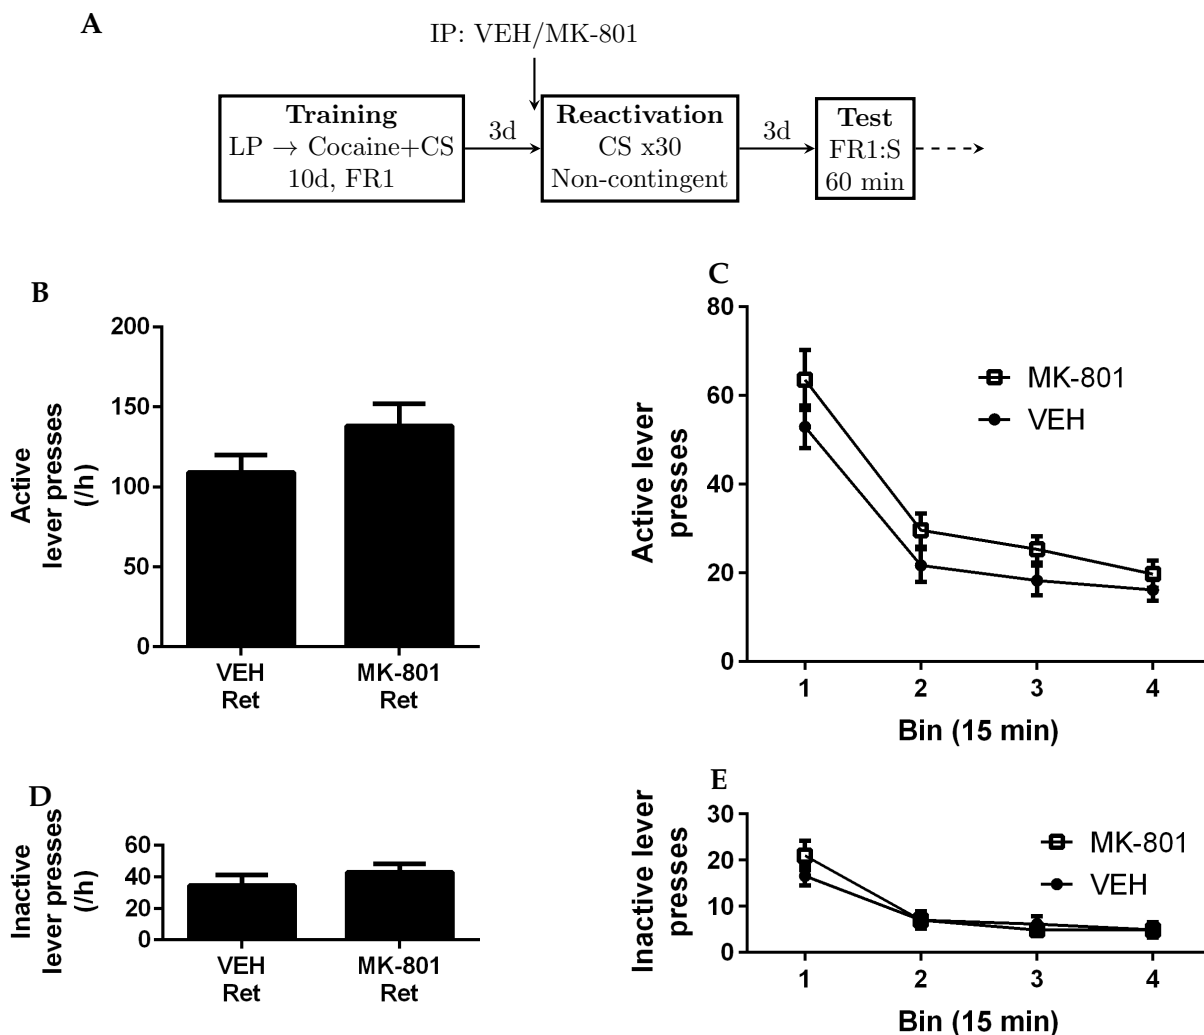 A
IP: VEH/MK-801
Training
LP → Cocaine+CS
10d, FR1
3d
Reactivation
CS x30
Non-contingent
3d
Test
FR1:S
60 min
B
Active
lever presses
(/h)
200
150
100
50
0
VEH
Ret
MK-801
Ret
C
Active lever
presses
80
60
40
20
0
MK-801
VEH
1 2 3 4
Bin (15 min)
D
Inactive
lever presses
(/h)
60
40
20
0
VEH
Ret
MK-801
Ret
E
Inactive lever
presses
30
20
10
0
MK-801
VEH
1 2 3 4
Bin (15 min)